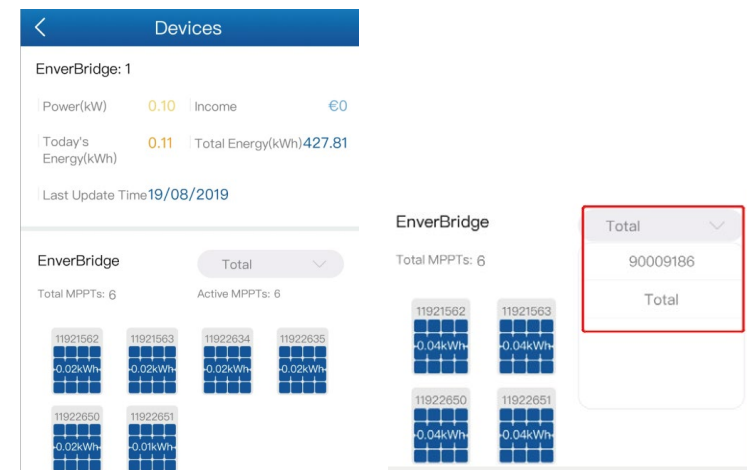 Devices
EnverBridge: 1
Power(kW) 0.10 Income €0
Today's Energy(kWh) 0.11 Total Energy(kWh) 427.81
Last Update Time 19/08/2019
EnverBridge Total
Total MPPTs: 6 Active MPPTs: 6
11921562 11921563 11922634 11922635
0.02kWh 0.02kWh 0.02kWh 0.02kWh
11922650 11922651
0.02kWh 0.01kWh
EnverBridge Total
Total MPPTs: 6 90009186
Total
11921562 11921563
0.04kWh 0.04kWh
11922650 11922651
0.04kWh 0.04kWh